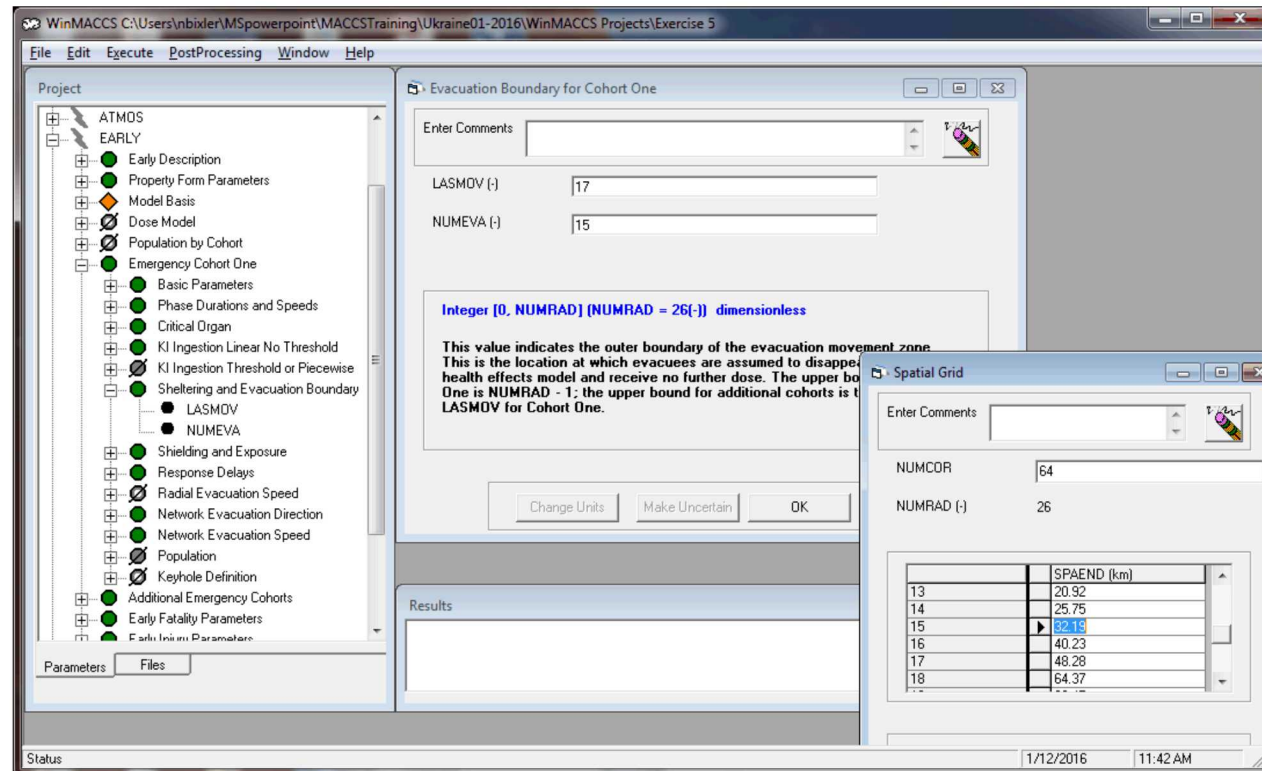 WinMACCS C:\Users\nbixler\MSpowerpoint\MACCSTraining\Ukraine01-2016\WinMACCS Projects\Exercise 5
File Edit Execute PostProcessing Window Help
Project
ATMOS
EARLY
Early Description
Property Form Parameters
Model Basis
Dose Model
Population by Cohort
Emergency Cohort One
Basic Parameters
Phase Durations and Speeds
Critical Organ
KI Ingestion Linear No Threshold
KI Ingestion Threshold or Piecewise
Sheltering and Evacuation Boundary
LASMOV
NUMEVA
Shielding and Exposure
Response Delays
Radial Evacuation Speed
Network Evacuation Direction
Network Evacuation Speed
Population
Keyhole Definition
Additional Emergency Cohorts
Early Fatality Parameters
Early Injury Parameters
Parameters Files
Evacuation Boundary for Cohort One
Enter Comments
LASMOV (-) 17
NUMEVA (-) 15
Integer [0, NUMRAD] (NUMRAD = 26(-)) dimensionless
This value indicates the outer boundary of the evacuation movement zone
This is the location at which evacuees are assumed to disappea
health effects model and receive no further dose. The upper bo
One is NUMRAD - 1; the upper bound for additional cohorts is t
LASMOV for Cohort One.
Change Units Make Uncertain OK
Results
Spatial Grid
Enter Comments
NUMCOR 64
NUMRAD (-) 26
SPAEND (km)
13 20.92
14 25.75
15 32.19
16 40.23
17 48.28
18 64.37
Status 1/12/2016 11:42 AM